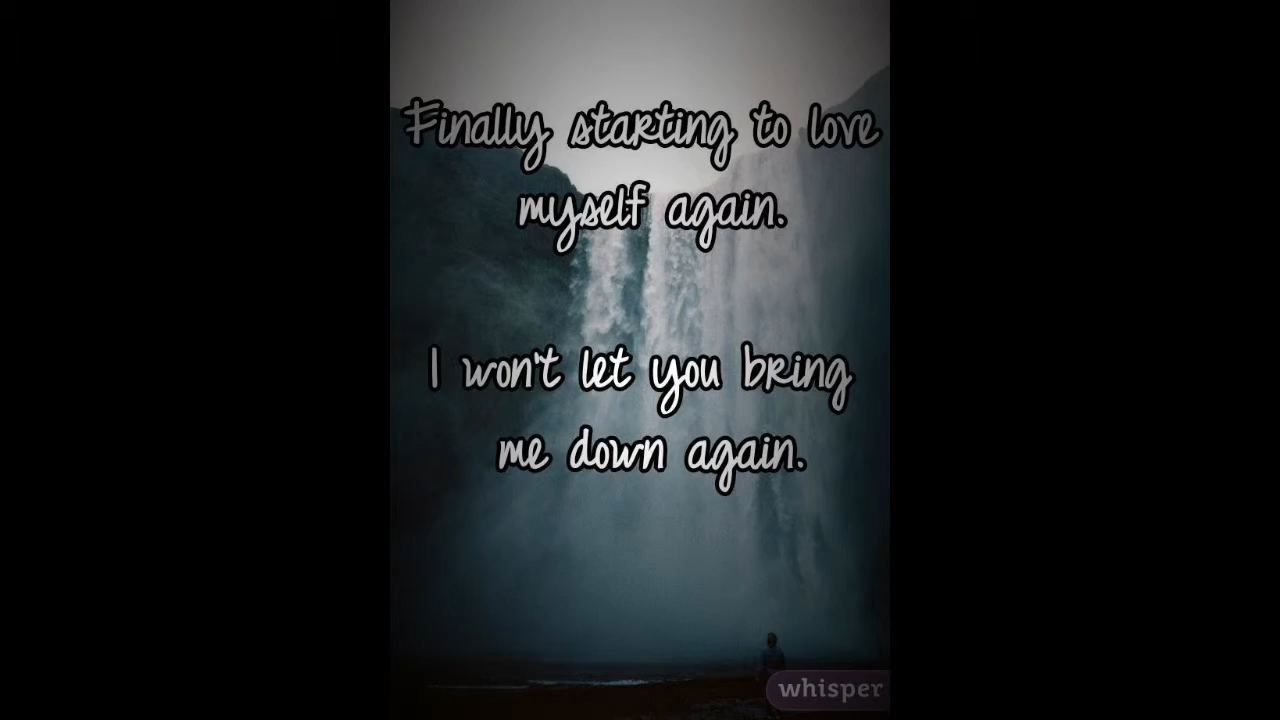 Finally starting to love
myself again.
I won't let you bring
me down again.
whisper